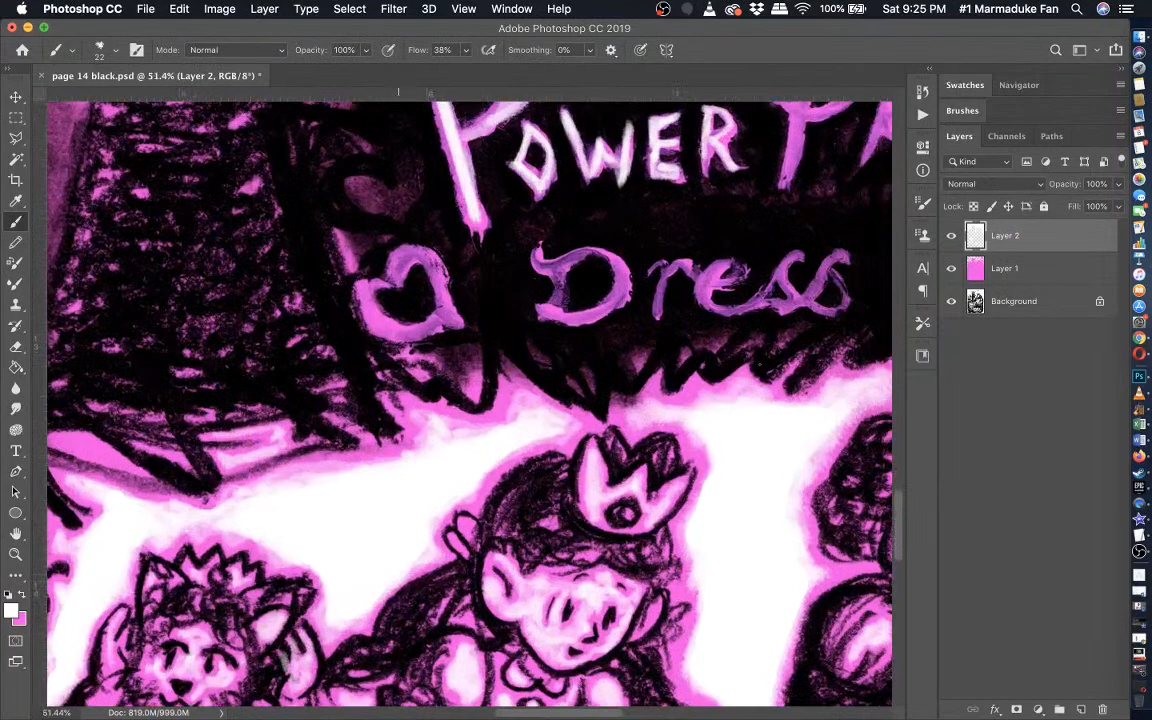 Photoshop CC File Edit Image Layer Type Select Filter 3D View Window Help 100% Sat 9:25 PM #1 Marmaduke Fan
Adobe Photoshop CC 2019
22 Mode: Normal Opacity: 100% Flow: 38% Smoothing: 0%
page 14 black.psd @ 51.4% (Layer 2, RGB/8*) *
Swatches Navigator
Brushes
Layers Channels Paths
Kind
Normal Opacity: 100%
Lock: Fill: 100%
Layer 2
Layer 1
Background
POWER
a Dress
51.44% Doc: 819.0M/999.0M